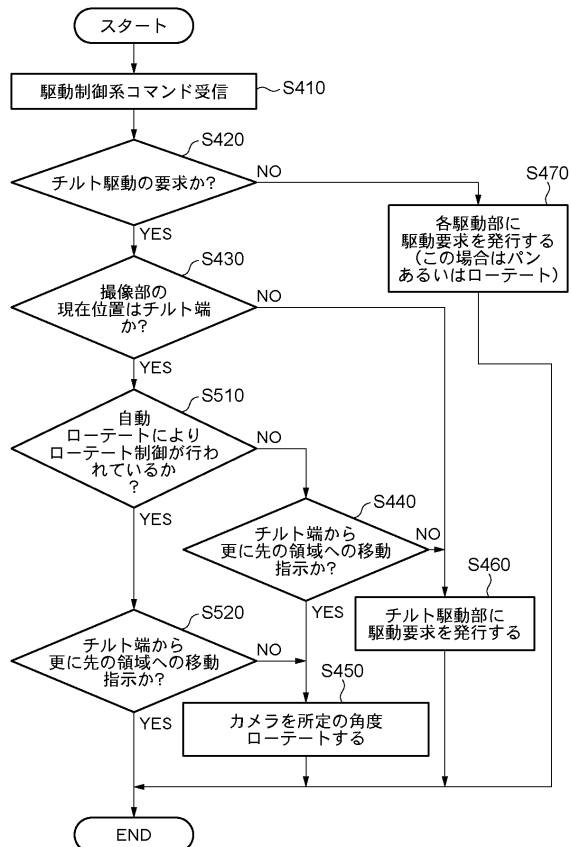 スタート
駆動制御系コマンド受信
S410
S420
チルト駆動の要求か?
NO
YES
S470
各駆動部に
駆動要求を発行する
(この場合はパン
あるいはローテート)
S430
撮像部の
現在位置はチルト端
か?
NO
YES
S510
自動
ローテートにより
ローテート制御が行わ
れているか
?
NO
YES
S440
チルト端から
更に先の領域への移動
指示か?
NO
YES
S460
チルト駆動部に
駆動要求を発行する
S520
チルト端から
更に先の領域への移動
指示か?
NO
YES
S450
カメラを所定の角度
ローテートする
END